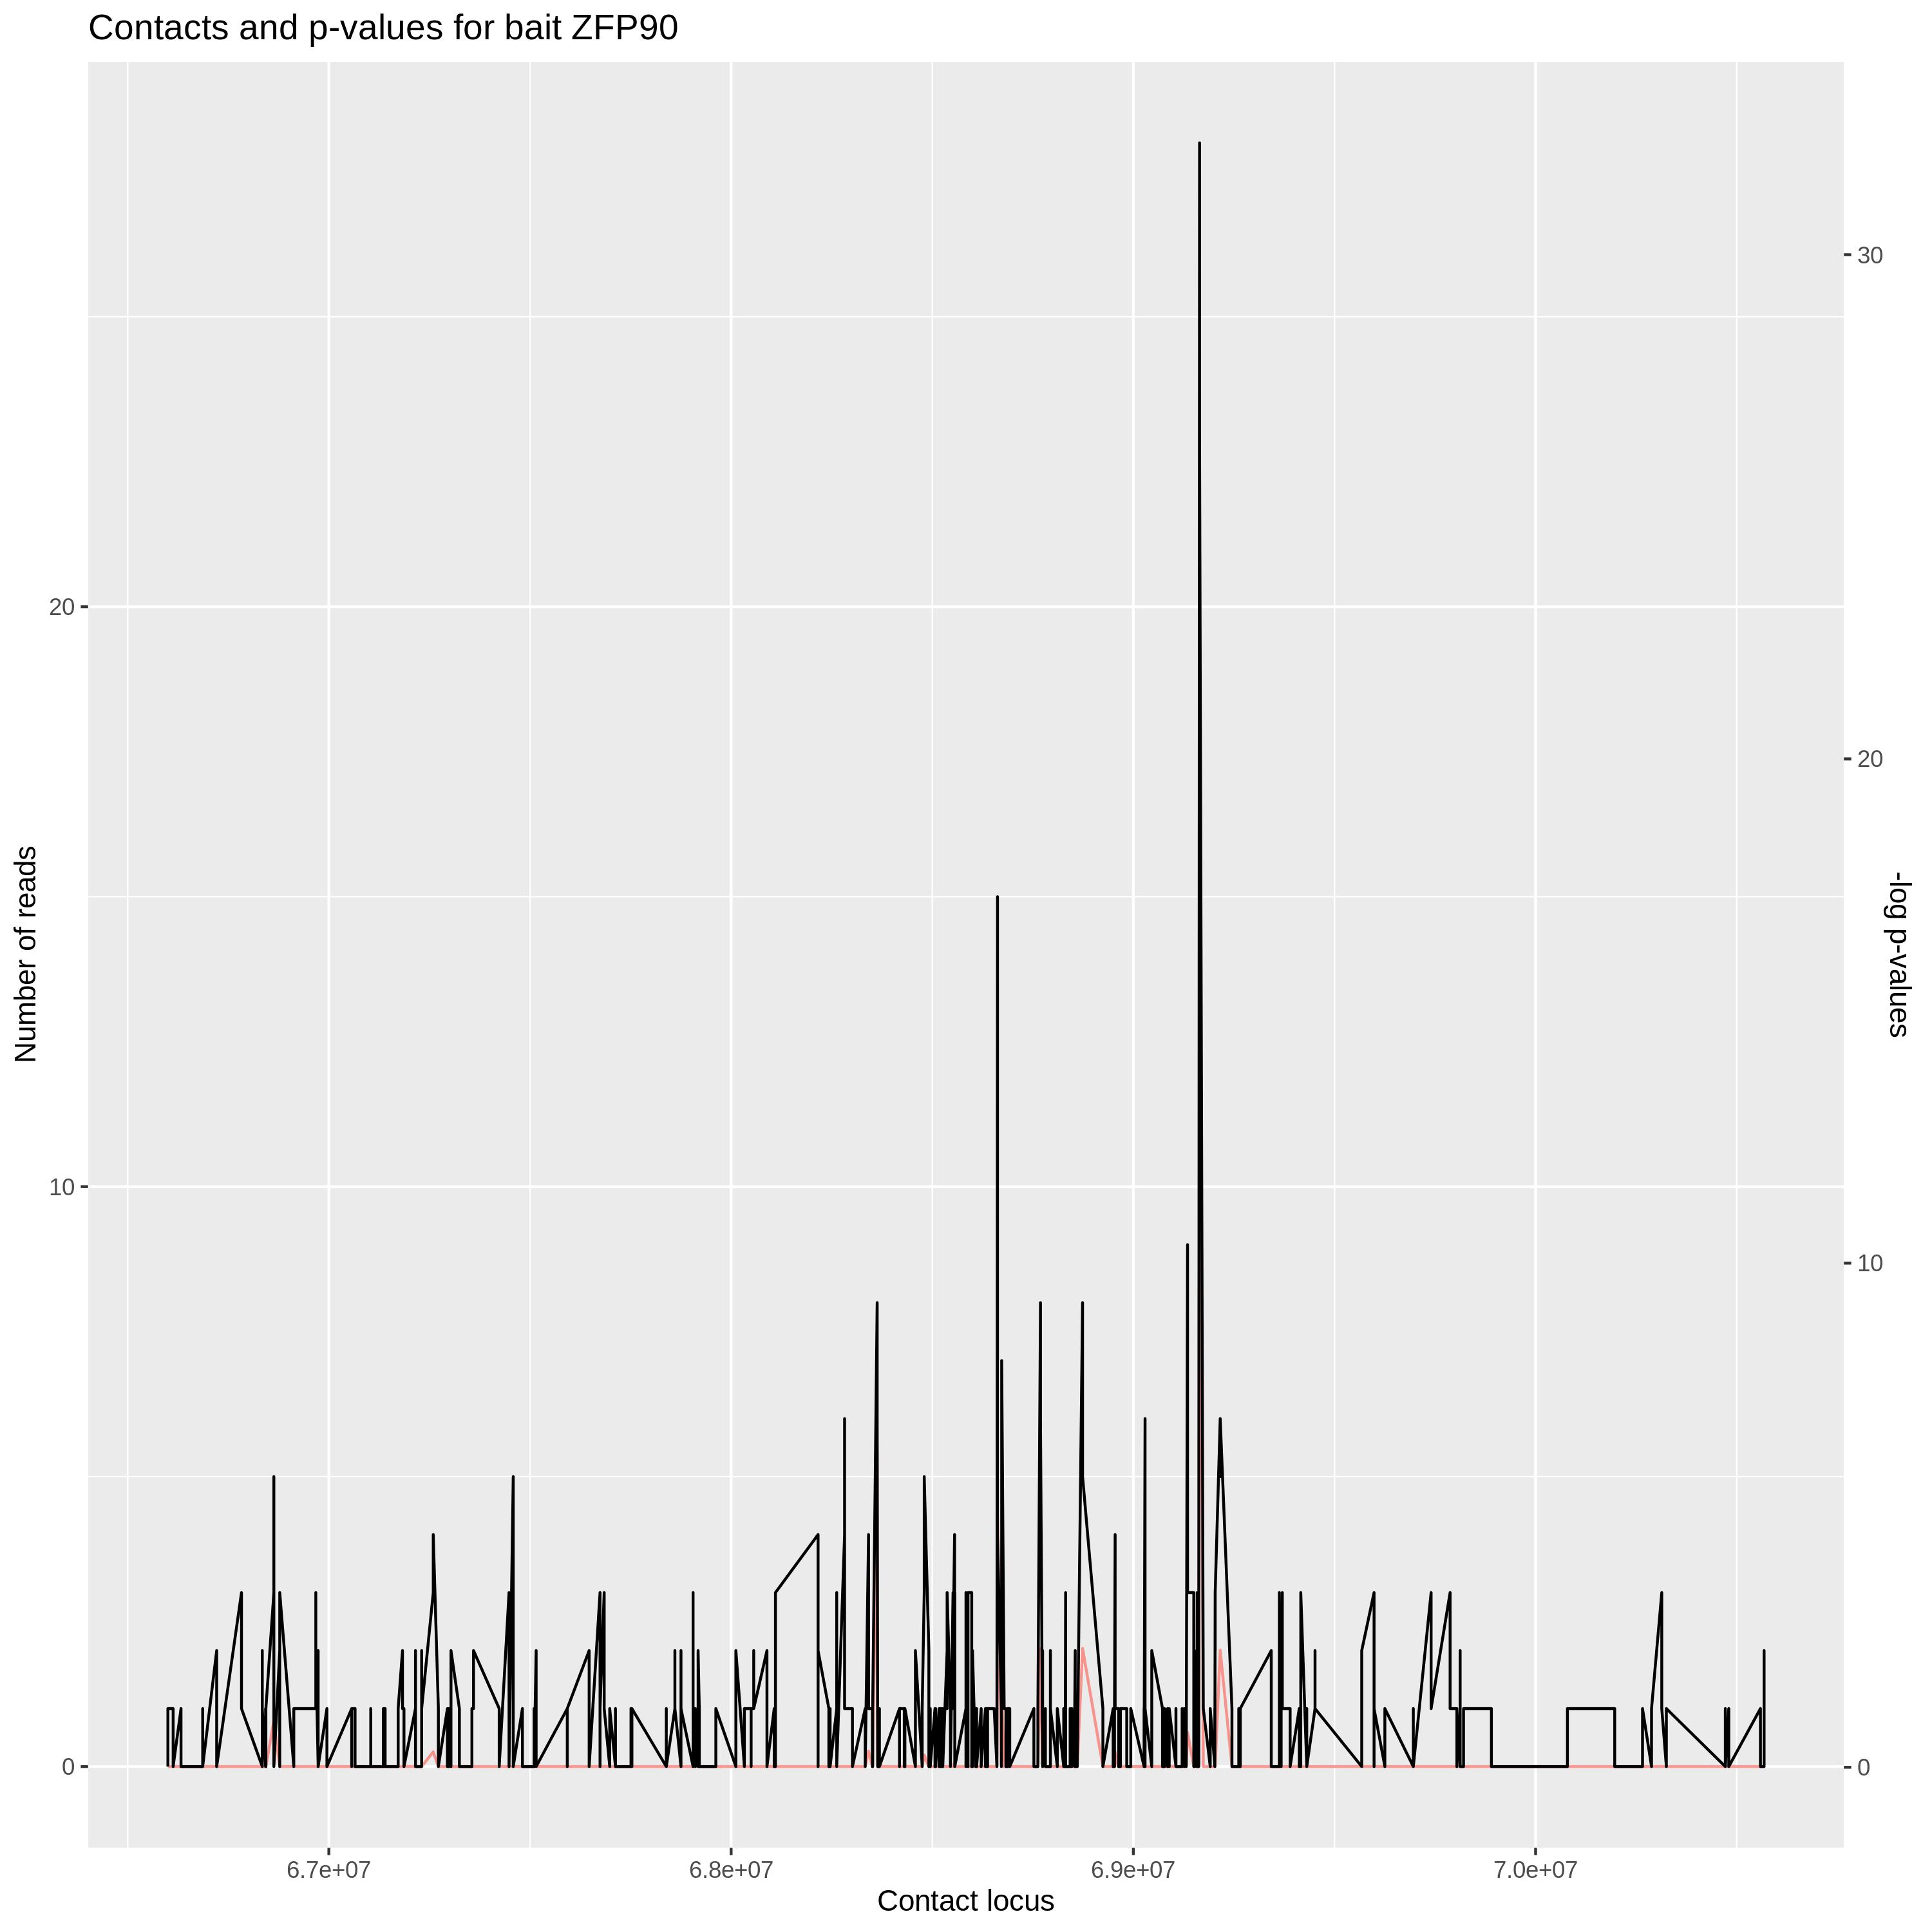 Contacts and p-values for bait ZFP90
30
20
20
10
10
0
0
Number of reads
-log p-values
6.7e+07
6.8e+07
6.9e+07
7.0e+07
Contact locus